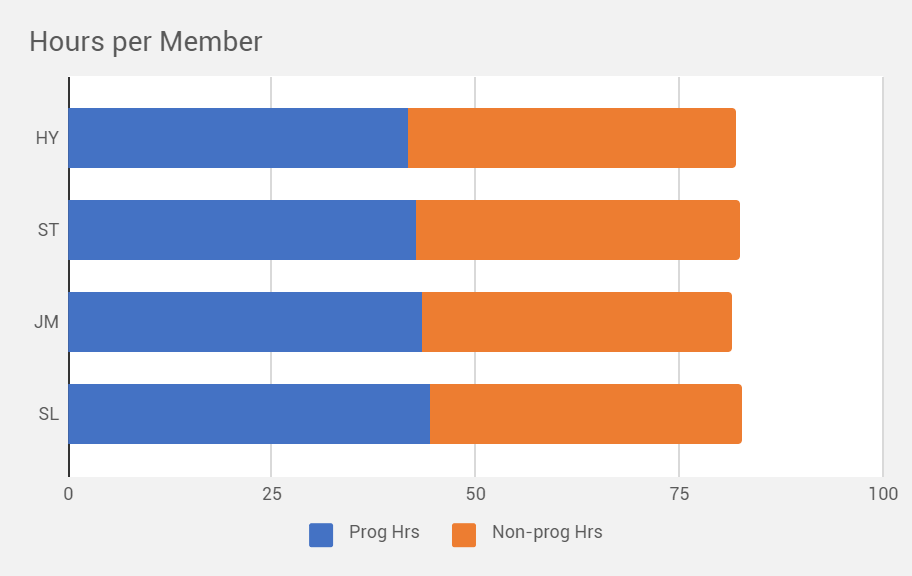 Hours per Member
HY
ST
JM
SL
0 25 50 75 100
Prog Hrs Non-prog Hrs